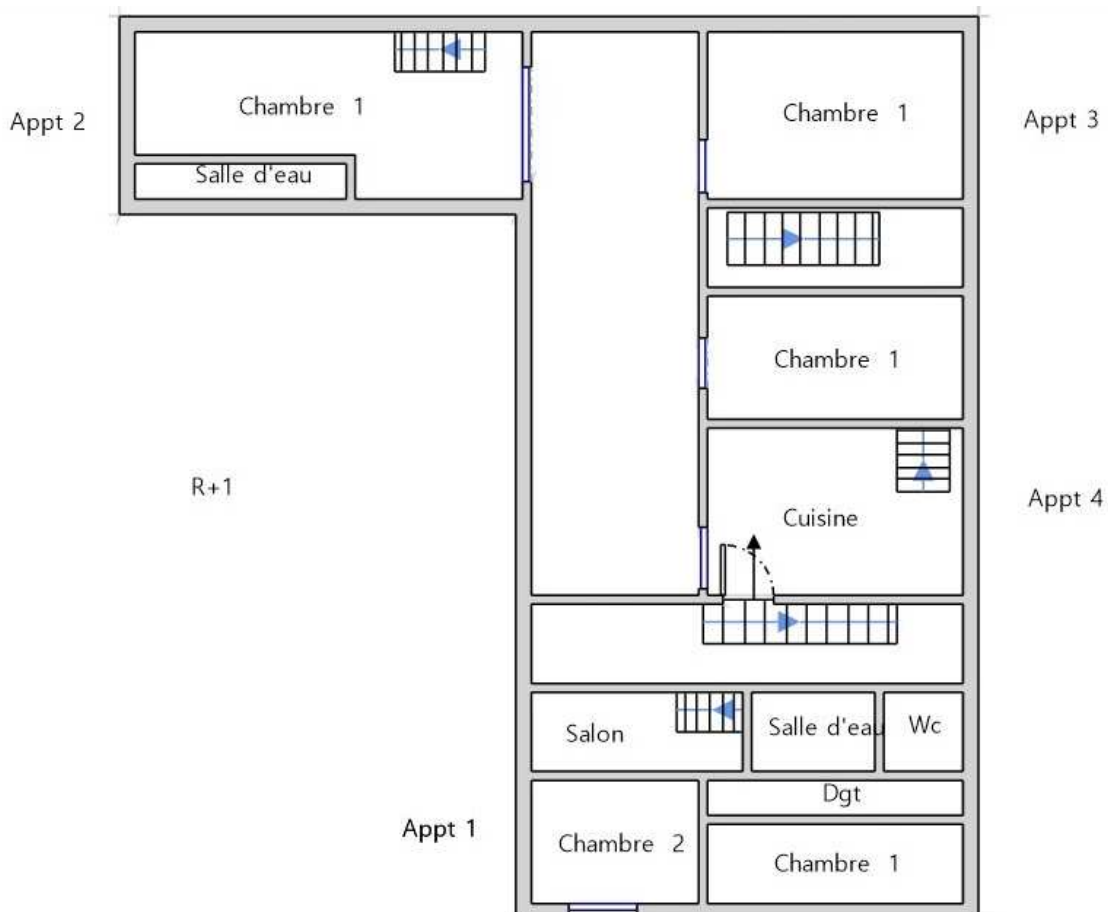 Appt 2
Chambre 1
Salle d'eau
Chambre 1
Appt 3
Chambre 1
R+1
Cuisine
Appt 4
Salon
Salle d'eau
Wc
Dgt
Appt 1
Chambre 2
Chambre 1